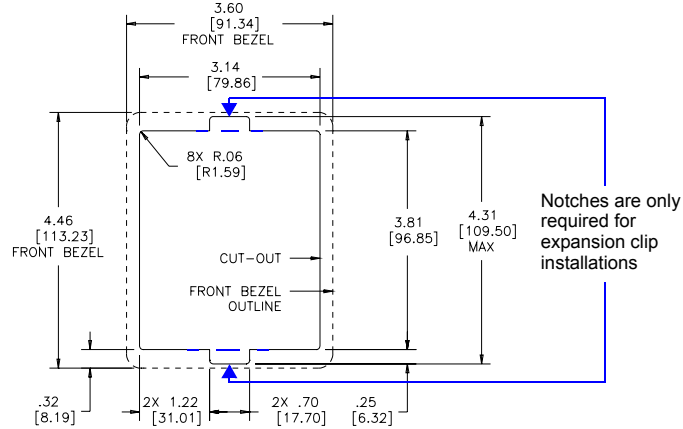 3.60
[91.34]
FRONT BEZEL
3.14
[79.86]
8X R.06
[R1.59]
4.46
[113.23]
FRONT BEZEL
3.81
[96.85]
4.31
[109.50]
MAX
Notches are only
required for
expansion clip
installations
CUT-OUT
FRONT BEZEL
OUTLINE
.32
[8.19]
2X 1.22
[31.01]
2X .70
[17.70]
.25
[6.32]